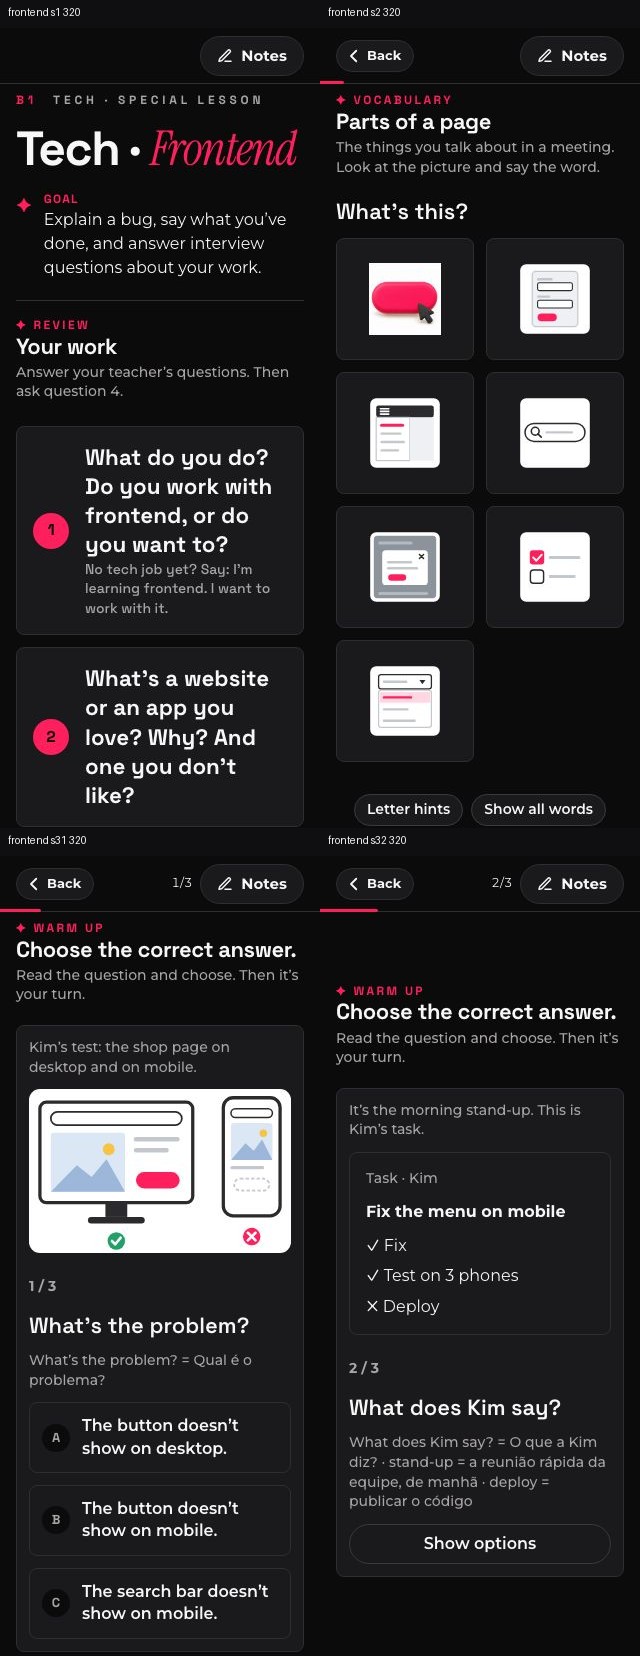 frontend s1 320
Notes
B1 TECH · SPECIAL LESSON
Tech · Frontend
GOAL
Explain a bug, say what you've
done, and answer interview
questions about your work.
REVIEW
Your work
Answer your teacher's questions. Then
ask question 4.
1
What do you do?
Do you work with
frontend, or do
you want to?
No tech job yet? Say: I'm
learning frontend. I want to
work with it.
2
What's a website
or an app you
love? Why? And
one you don't
like?
frontend s2 320
Back
Notes
VOCABULARY
Parts of a page
The things you talk about in a meeting.
Look at the picture and say the word.
What's this?
Letter hints
Show all words
frontend s31 320
Back
1/3
Notes
WARM UP
Choose the correct answer.
Read the question and choose. Then it's
your turn.
Kim's test: the shop page on
desktop and on mobile.
1 / 3
What's the problem?
What's the problem? = Qual é o
problema?
A
The button doesn't
show on desktop.
B
The button doesn't
show on mobile.
C
The search bar doesn't
show on mobile.
frontend s32 320
Back
2/3
Notes
WARM UP
Choose the correct answer.
Read the question and choose. Then it's
your turn.
It's the morning stand-up. This is
Kim's task.
Task · Kim
Fix the menu on mobile
✓ Fix
✓ Test on 3 phones
✕ Deploy
2 / 3
What does Kim say?
What does Kim say? = O que a Kim
diz? · stand-up = a reunião rápida da
equipe, de manhã · deploy =
publicar o código
Show options